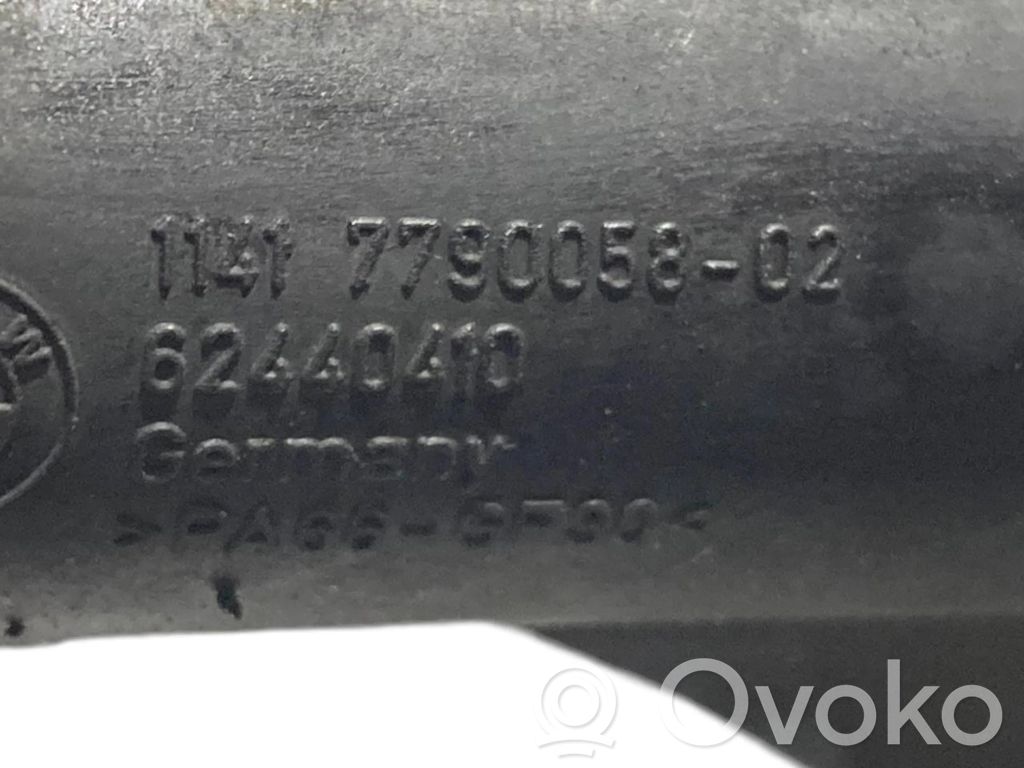 1141 7790058-02
62440410
Germany
>PA66-GF30<
Ovoko